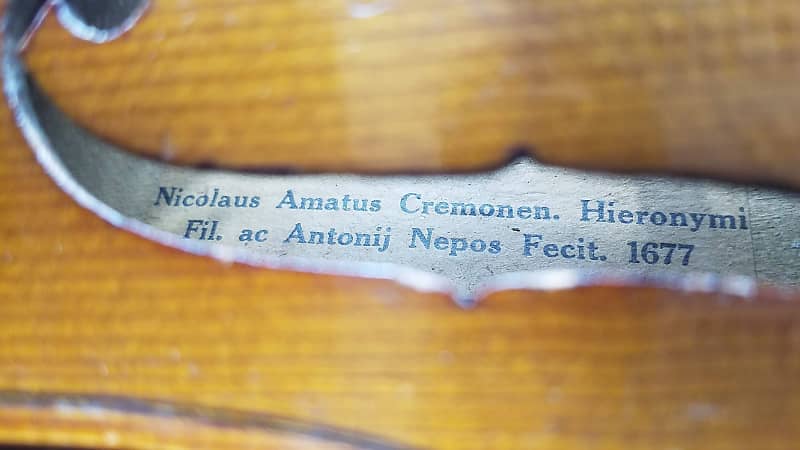 Nicolaus Amatus Cremonen. Hieronymi
Fil. ac Antonij Nepos Fecit. 1677